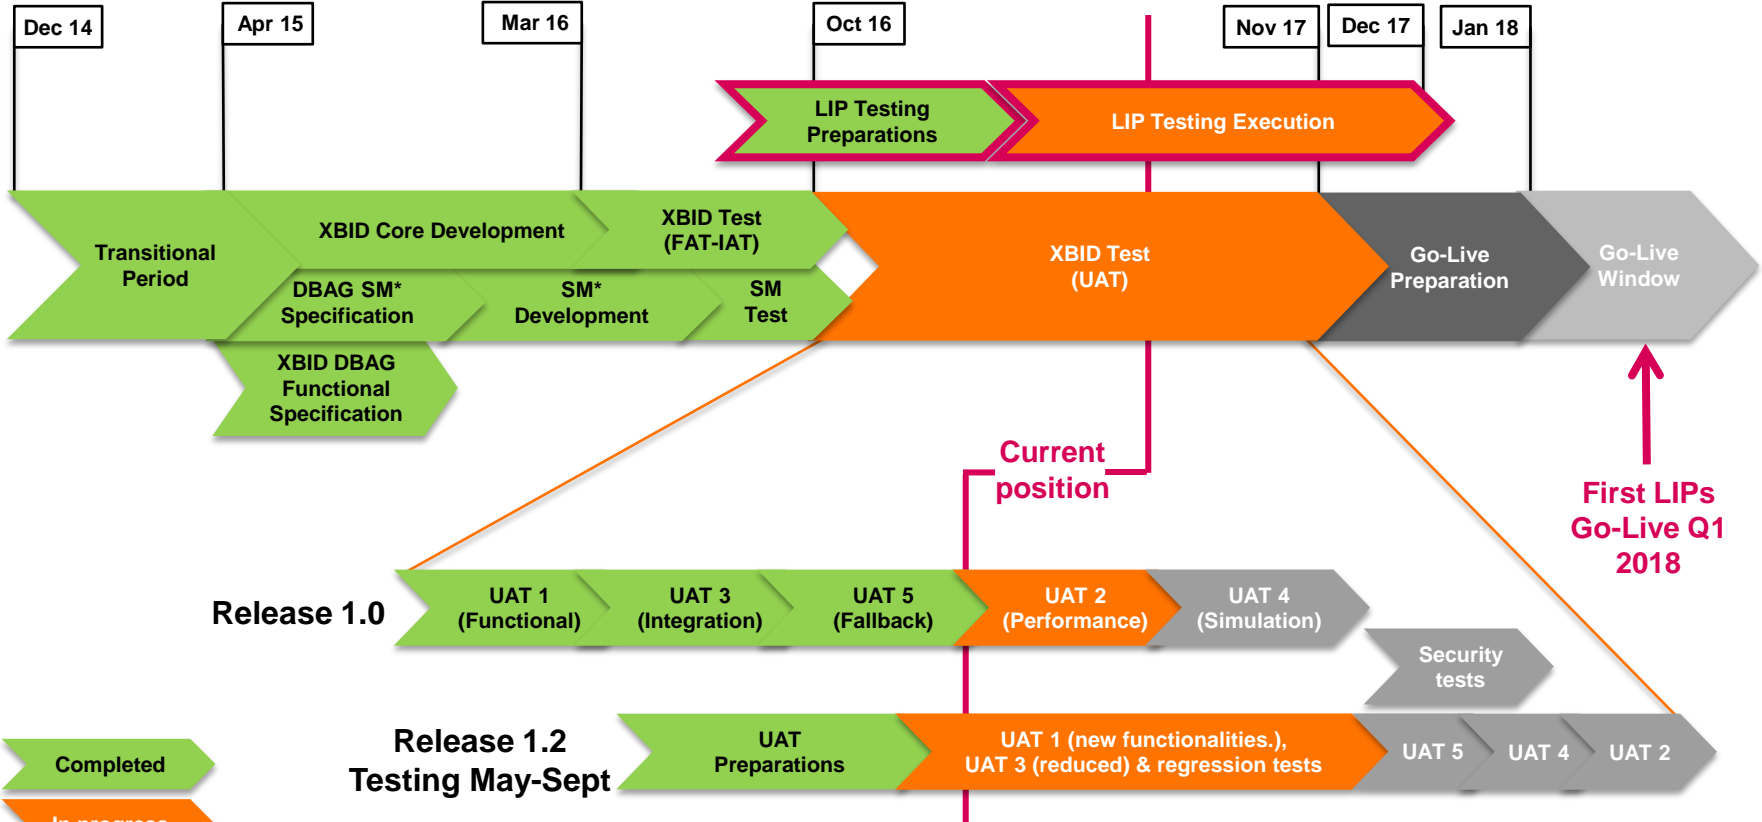 Dec 14
Apr 15
Mar 16
Oct 16
Nov 17
Dec 17
Jan 18
LIP Testing
Preparations
LIP Testing Execution
Transitional
Period
XBID Core Development
XBID Test
(FAT-IAT)
DBAG SM*
Specification
SM*
Development
SM
Test
XBID DBAG
Functional
Specification
XBID Test
(UAT)
Go-Live
Preparation
Go-Live
Window
Current
position
First LIPs
Go-Live Q1
2018
Release 1.0
UAT 1
(Functional)
UAT 3
(Integration)
UAT 5
(Fallback)
UAT 2
(Performance)
UAT 4
(Simulation)
Security
tests
Release 1.2
Testing May-Sept
UAT
Preparations
UAT 1 (new functionalities.),
UAT 3 (reduced) & regression tests
UAT 5
UAT 4
UAT 2
Completed
In progress